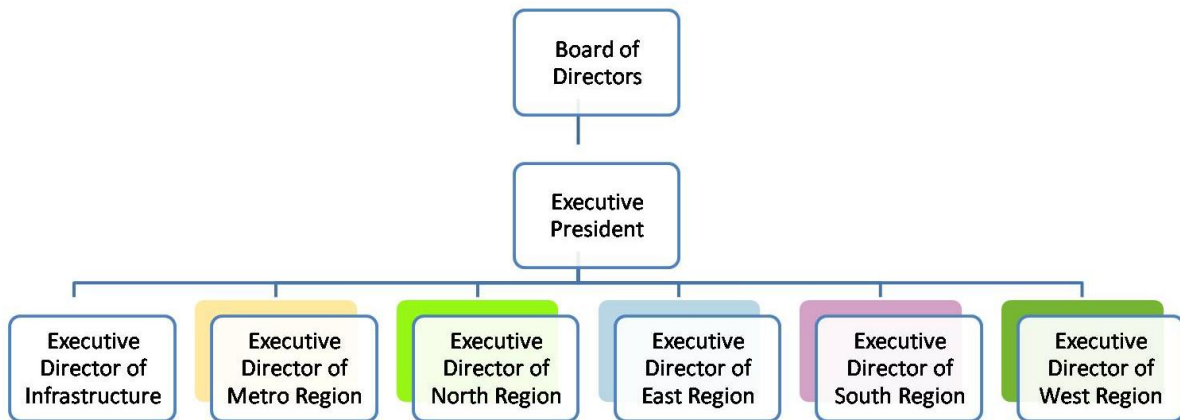 Board of
Directors
Executive
President
Executive
Director of
Infrastructure
Executive
Director of
Metro Region
Executive
Director of
North Region
Executive
Director of
East Region
Executive
Director of
South Region
Executive
Director of
West Region